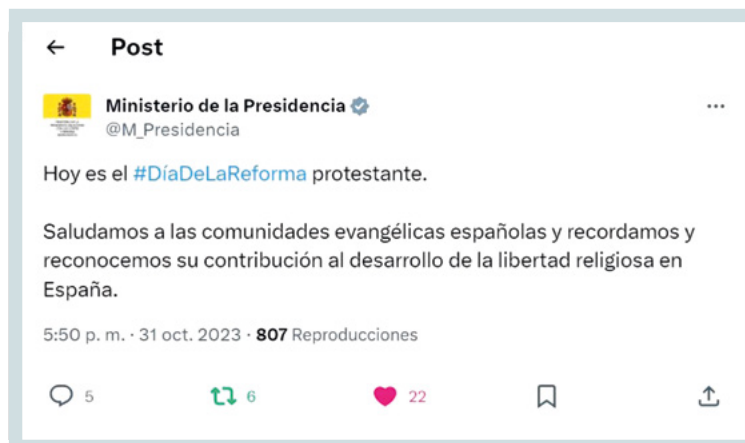 Post
Ministerio de la Presidencia
@M_Presidencia
Hoy es el #DíaDeLaReforma protestante.
Saludamos a las comunidades evangélicas españolas y recordamos y
reconocemos su contribución al desarrollo de la libertad religiosa en
España.
5:50 p. m. · 31 oct. 2023 · 807 Reproducciones
5 6 22